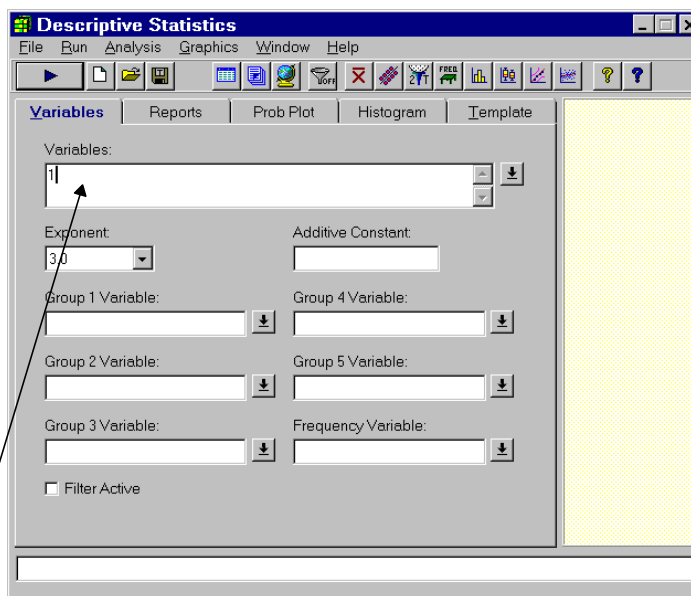 Descriptive Statistics
File Run Analysis Graphics Window Help
OFF FREQ ? ?
Variables Reports Prob Plot Histogram Template
Variables:
1
Exponent: Additive Constant:
3.0
Group 1 Variable: Group 4 Variable:
Group 2 Variable: Group 5 Variable:
Group 3 Variable: Frequency Variable:
Filter Active